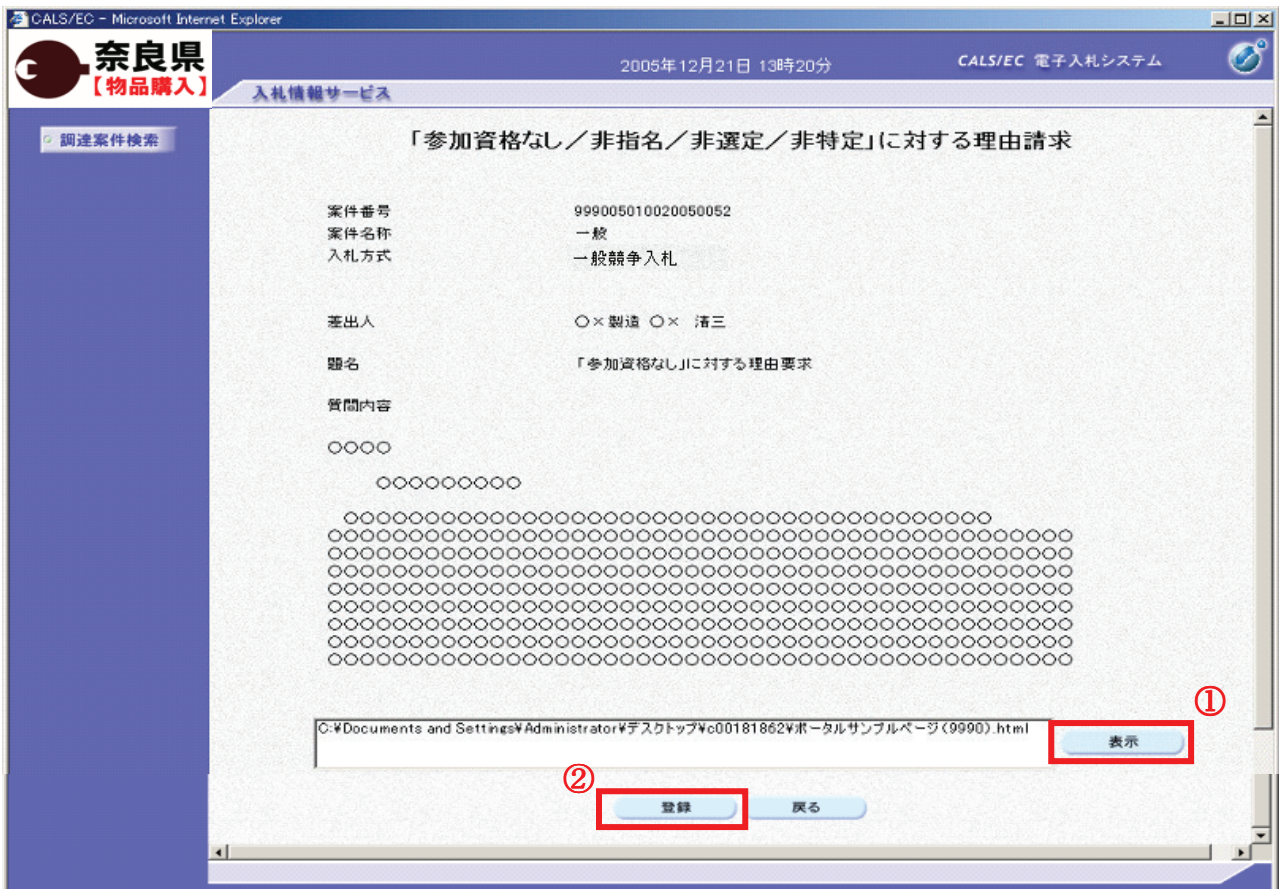 CALS/EC - Microsoft Internet Explorer
奈良県
【物品購入】
2005年12月21日 13時20分
CALS/EC 電子入札システム
入札情報サービス
調達案件検索
「参加資格なし／非指名／非選定／非特定」に対する理由請求
案件番号 999005010020050052
案件名称 一般
入札方式 一般競争入札
差出人 ○×製造 ○× 清三
題名 「参加資格なし」に対する理由要求
質問内容
○○○○
○○○○○○○○○
○○○○○○○○○○○○○○○○○○○○○○○○○○○○○○○○○○○○○○○○
○○○○○○○○○○○○○○○○○○○○○○○○○○○○○○○○○○○○○○○○○○○○○○
○○○○○○○○○○○○○○○○○○○○○○○○○○○○○○○○○○○○○○○○○○○○○○
○○○○○○○○○○○○○○○○○○○○○○○○○○○○○○○○○○○○○○○○○○○○○○
○○○○○○○○○○○○○○○○○○○○○○○○○○○○○○○○○○○○○○○○○○○○○○
○○○○○○○○○○○○○○○○○○○○○○○○○○○○○○○○○○○○○○○○○○○○○○
○○○○○○○○○○○○○○○○○○○○○○○○○○○○○○○○○○○○○○○○○○○○○○
○○○○○○○○○○○○○○○○○○○○○○○○○○○○○○○○○○○○○○○○○○○○○○
○○○○○○○○○○○○○○○○○○○○○○○○○○○○○○○○○○○○○○○○○○○○○○
①
C:¥Documents and Settings¥Administrator¥デスクトップ¥c00181862¥ポータルサンプルページ(9990).html
表示
②
登録 戻る